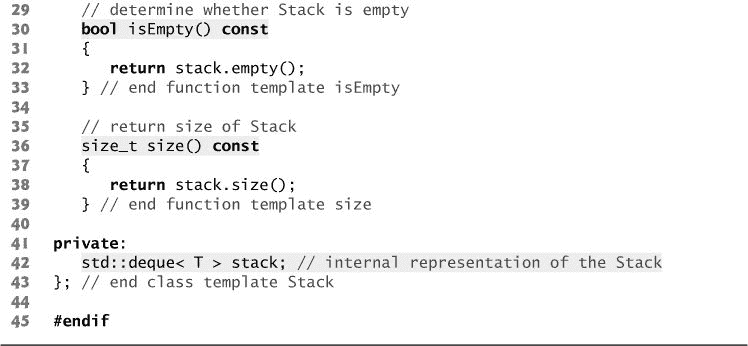 29 // determine whether Stack is empty
30 bool isEmpty() const
31 {
32 return stack.empty();
33 } // end function template isEmpty
34
35 // return size of Stack
36 size_t size() const
37 {
38 return stack.size();
39 } // end function template size
40
41 private:
42 std::deque< T > stack; // internal representation of the Stack
43 }; // end class template Stack
44
45 #endif